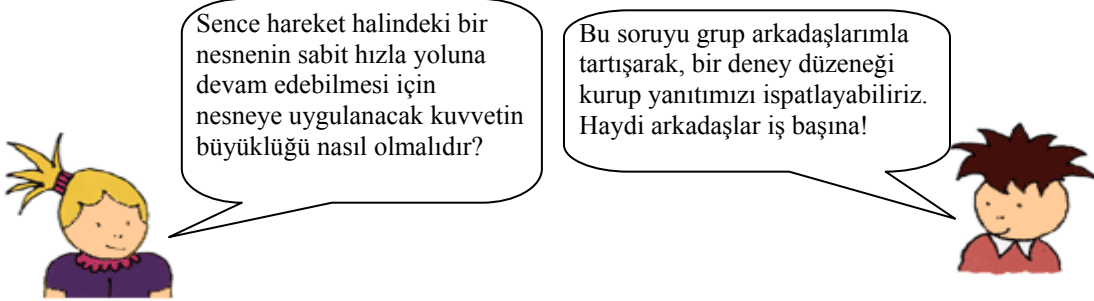 Sence hareket halindeki bir
nesnenin sabit hızla yoluna
devam edebilmesi için
nesneye uygulanacak kuvvetin
büyüklüğü nasıl olmalıdır?
Bu soruyu grup arkadaşlarımla
tartışarak, bir deney düzeneği
kurup yanıtımızı ispatlayabiliriz.
Haydi arkadaşlar iş başına!